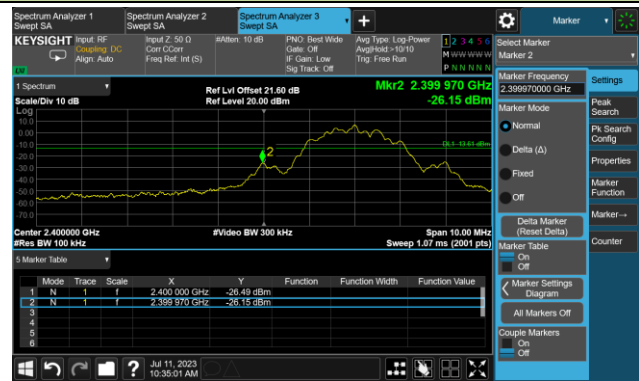 Spectrum Analyzer 1
Swept SA
Spectrum Analyzer 2
Swept SA
Spectrum Analyzer 3
Swept SA
Marker
KEYSIGHT
Input: RF
Coupling: DC
Align: Auto
Input Z: 50 Ω
Corr CCorr
Freq Ref: Int (S)
#Atten: 10 dB
PNO: Best Wide
Gate: Off
IF Gain: Low
Sig Track: Off
Avg Type: Log-Power
Avg|Hold:>10/10
Trig: Free Run
1 2 3 4 5 6
M W W W W W
P N N N N N
LW
Select Marker
Marker 2
1 Spectrum
Scale/Div 10 dB
Ref Lvl Offset 21.60 dB
Ref Level 20.00 dBm
Mkr2 2.399 970 GHz
-26.15 dBm
Log
10.0
0.00
-10.0
-20.0
-30.0
-40.0
-50.0
-60.0
-70.0
2
DL1 -13.61 dBm
Center 2.400000 GHz
#Res BW 100 kHz
#Video BW 300 kHz
Span 10.00 MHz
Sweep 1.07 ms (2001 pts)
5 Marker Table
Mode Trace Scale X Y Function Function Width Function Value
1 N 1 f 2.400 000 GHz -26.49 dBm
2 N 1 f 2.399 970 GHz -26.15 dBm
3
4
5
6
Marker Frequency
2.399970000 GHz
Marker Mode
Normal
Delta (Δ)
Fixed
Off
Delta Marker
(Reset Delta)
Marker Table
On
Off
Marker Settings
Diagram
All Markers Off
Couple Markers
On
Off
Settings
Peak
Search
Pk Search
Config
Properties
Marker
Function
Marker→
Counter
Jul 11, 2023
10:35:01 AM